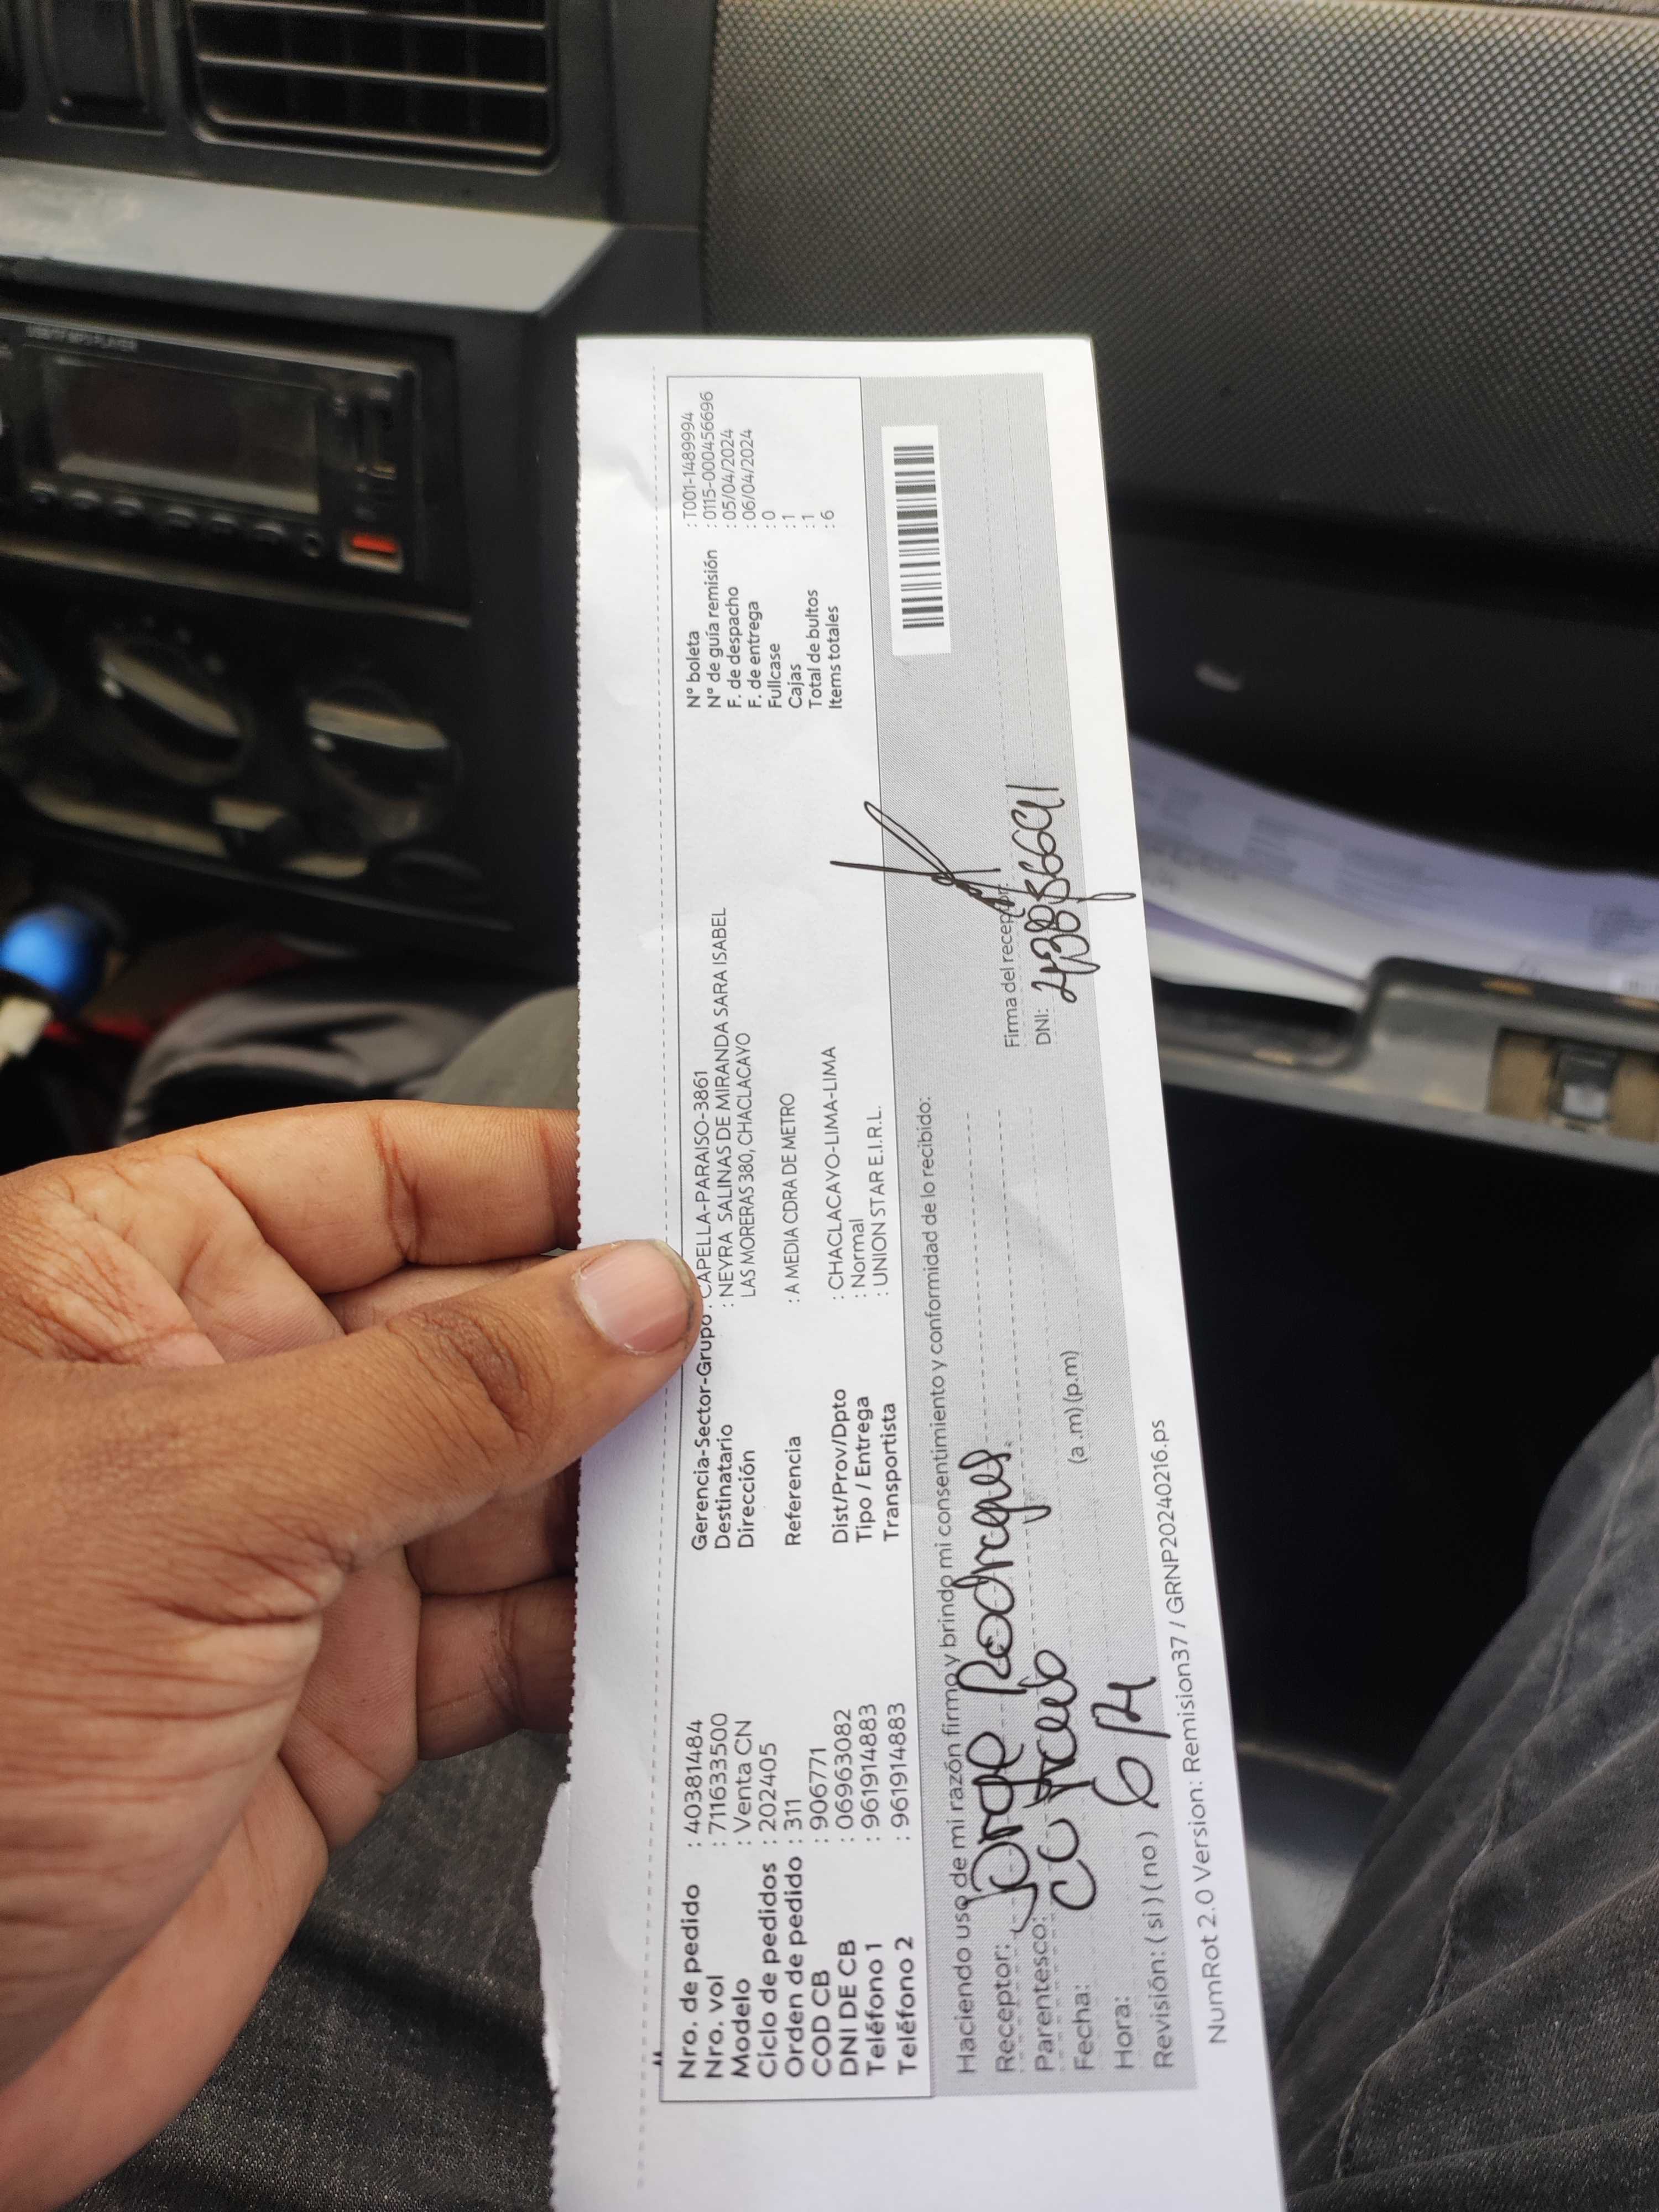 Nro. de pedido : 40381484
Nro. vol : 711633500
Modelo : Venta CN
Ciclo de pedidos : 202405
Orden de pedido : 311
COD CB : 906771
DNI DE CB : 06963082
Teléfono 1 : 961914883
Teléfono 2 : 961914883
Gerencia-Sector-Grupo : CAPELLA-PARAISO-3861
Destinatario : NEYRA SALINAS DE MIRANDA SARA ISABEL
Dirección LAS MORERAS 380, CHACLACAYO
Referencia : A MEDIA CDRA DE METRO
Dist/Prov/Dpto : CHACLACAYO-LIMA-LIMA
Tipo / Entrega : Normal
Transportista : UNION STAR E.I.R.L.
N° boleta : T001-1489994
N° de guía remisión : 0115-000456696
F. de despacho : 05/04/2024
F. de entrega : 06/04/2024
Fullcase : 0
Cajas : 1
Total de bultos : 1
Items totales : 6
Haciendo uso de mi razón firmo y brindo mi consentimiento y conformidad de lo recibido:
Receptor: Jorge Rodriguez
Parentesco:
Fecha:
Hora: (a .m) (p.m)
Revisión: ( si ) ( no )
Firma del receptor:
DNI:
NumRot 2.0 Version: Remision37 / GRNP20240216.ps